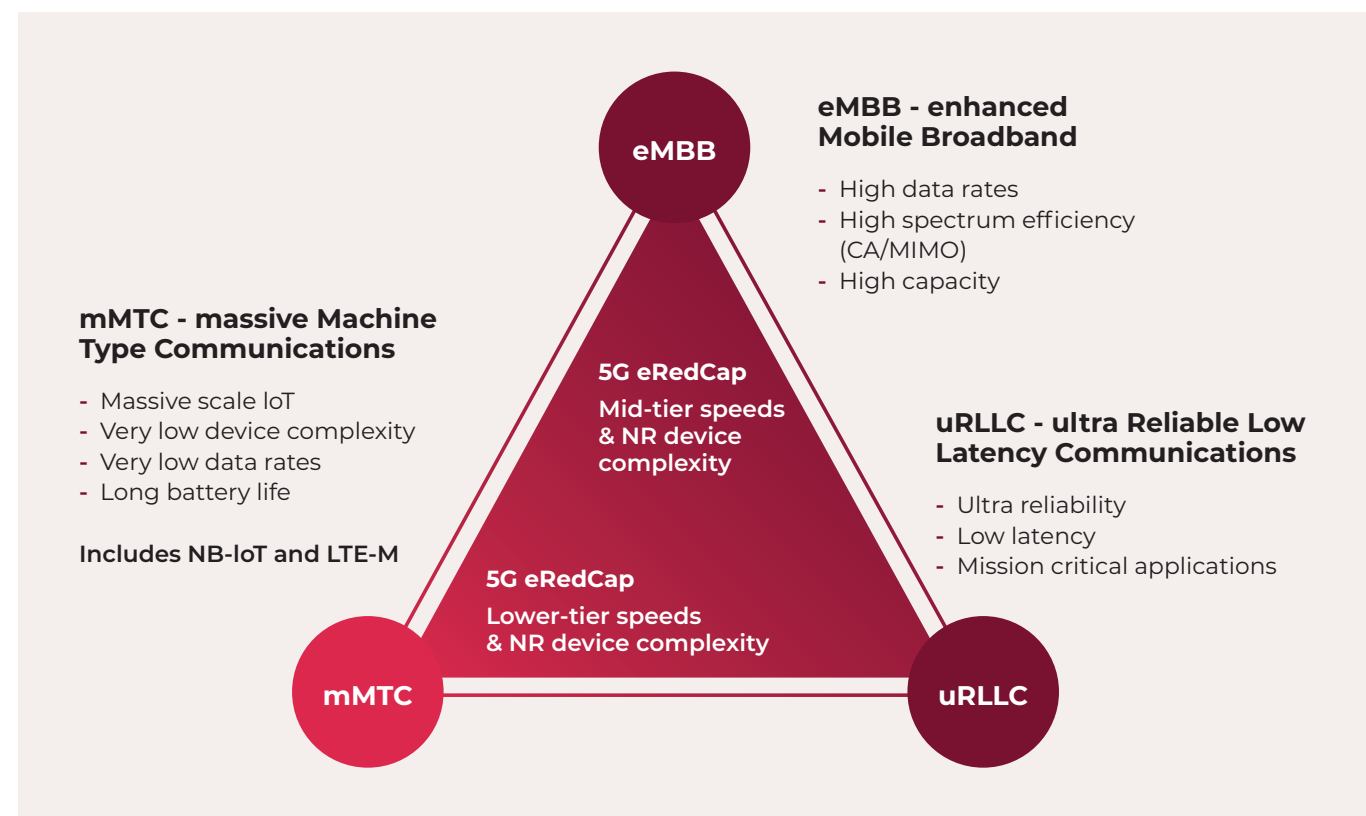 eMBB
eMBB - enhanced
Mobile Broadband
- High data rates
- High spectrum efficiency
(CA/MIMO)
- High capacity
mMTC - massive Machine
Type Communications
- Massive scale IoT
- Very low device complexity
- Very low data rates
- Long battery life
Includes NB-IoT and LTE-M
5G eRedCap
Mid-tier speeds
& NR device
complexity
uRLLC - ultra Reliable Low
Latency Communications
- Ultra reliability
- Low latency
- Mission critical applications
5G eRedCap
Lower-tier speeds
& NR device complexity
mMTC
uRLLC